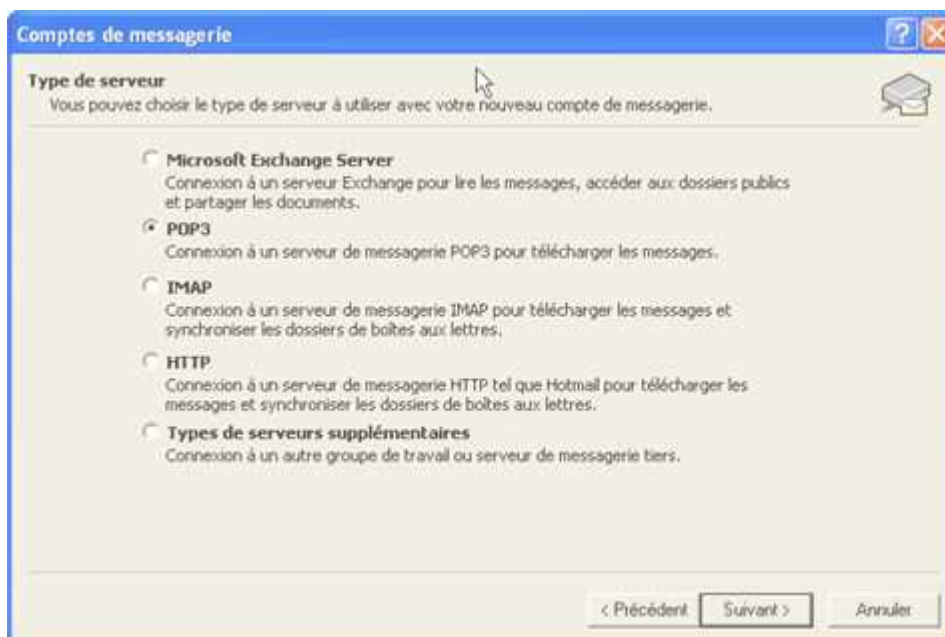 Comptes de messagerie
Type de serveur
Vous pouvez choisir le type de serveur à utiliser avec votre nouveau compte de messagerie.
Microsoft Exchange Server
Connexion à un serveur Exchange pour lire les messages, accéder aux dossiers publics
et partager les documents.
POP3
Connexion à un serveur de messagerie POP3 pour télécharger les messages.
IMAP
Connexion à un serveur de messagerie IMAP pour télécharger les messages et
synchroniser les dossiers de boîtes aux lettres.
HTTP
Connexion à un serveur de messagerie HTTP tel que Hotmail pour télécharger les
messages et synchroniser les dossiers de boîtes aux lettres.
Types de serveurs supplémentaires
Connexion à un autre groupe de travail ou serveur de messagerie tiers.
< Précédent Suivant > Annuler